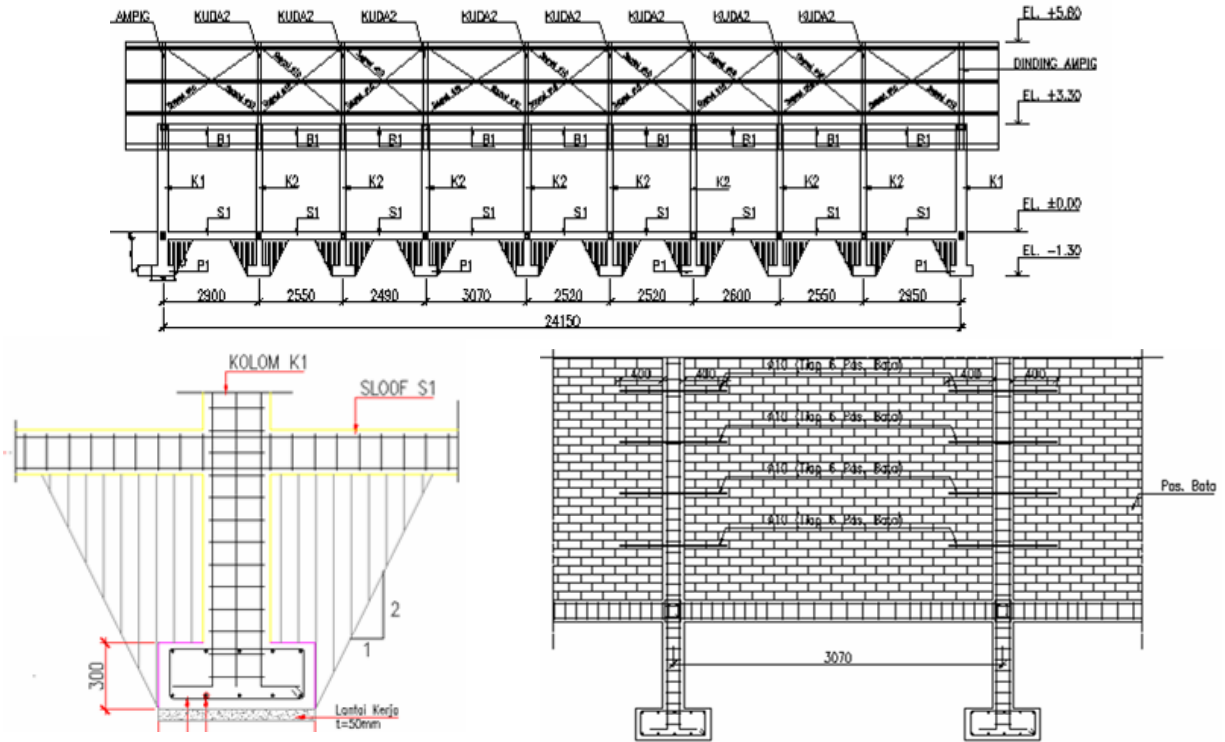 AMPIG KUDA2 KUDA2 KUDA2 KUDA2 KUDA2 KUDA2 KUDA2 KUDA2
EL. +5.60
DINDING AMPIG
EL. +3.30
B1 B1 B1 B1 B1 B1 B1 B1 B1
K1 K2 K2 K2 K2 K2 K2 K2 K2 K1
S1 S1 S1 S1 S1 S1 S1 S1 S1
EL. ±0.00
P1 P1 P1
EL. -1.30
2900 2550 2490 3070 2520 2520 2600 2550 2950
24150
KOLOM K1
SLOOF S1
2
1
300
Lantai Kerja
t=50mm
400 400 ø10 (Tiap 6 Pas. Bata) 400 400
ø10 (Tiap 6 Pas. Bata)
ø10 (Tiap 6 Pas. Bata)
ø10 (Tiap 6 Pas. Bata)
Pas. Bata
3070